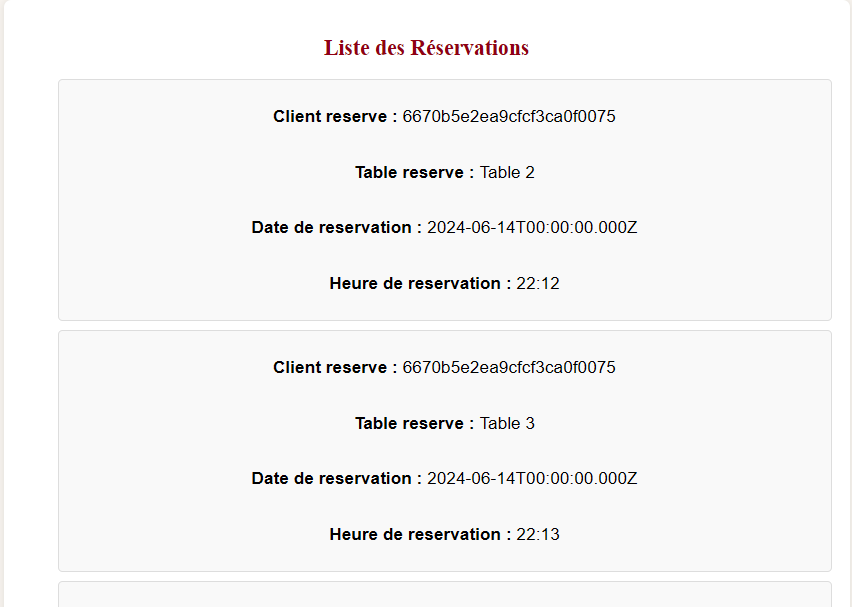 Liste des Réservations
Client reserve : 6670b5e2ea9cfcf3ca0f0075
Table reserve : Table 2
Date de reservation : 2024-06-14T00:00:00.000Z
Heure de reservation : 22:12
Client reserve : 6670b5e2ea9cfcf3ca0f0075
Table reserve : Table 3
Date de reservation : 2024-06-14T00:00:00.000Z
Heure de reservation : 22:13